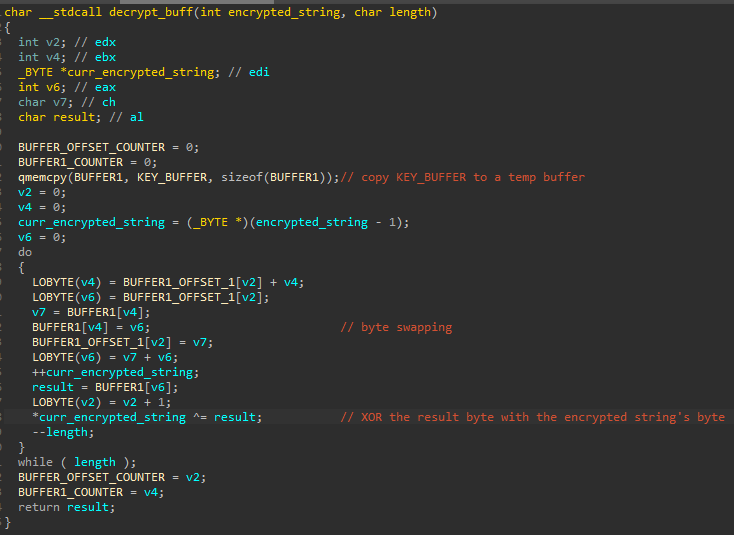 char __stdcall decrypt_buff(int encrypted_string, char length)
{
  int v2; // edx
  int v4; // ebx
  _BYTE *curr_encrypted_string; // edi
  int v6; // eax
  char v7; // ch
  char result; // al

  BUFFER_OFFSET_COUNTER = 0;
  BUFFER1_COUNTER = 0;
  qmemcpy(BUFFER1, KEY_BUFFER, sizeof(BUFFER1));// copy KEY_BUFFER to a temp buffer
  v2 = 0;
  v4 = 0;
  curr_encrypted_string = (_BYTE *)(encrypted_string - 1);
  v6 = 0;
  do
  {
    LOBYTE(v4) = BUFFER1_OFFSET_1[v2] + v4;
    LOBYTE(v6) = BUFFER1_OFFSET_1[v2];
    v7 = BUFFER1[v4];
    BUFFER1[v4] = v6;                           // byte swapping
    BUFFER1_OFFSET_1[v2] = v7;
    LOBYTE(v6) = v7 + v6;
    ++curr_encrypted_string;
    result = BUFFER1[v6];
    LOBYTE(v2) = v2 + 1;
    *curr_encrypted_string ^= result;           // XOR the result byte with the encrypted string's byte
    --length;
  }
  while ( length );
  BUFFER_OFFSET_COUNTER = v2;
  BUFFER1_COUNTER = v4;
  return result;
}